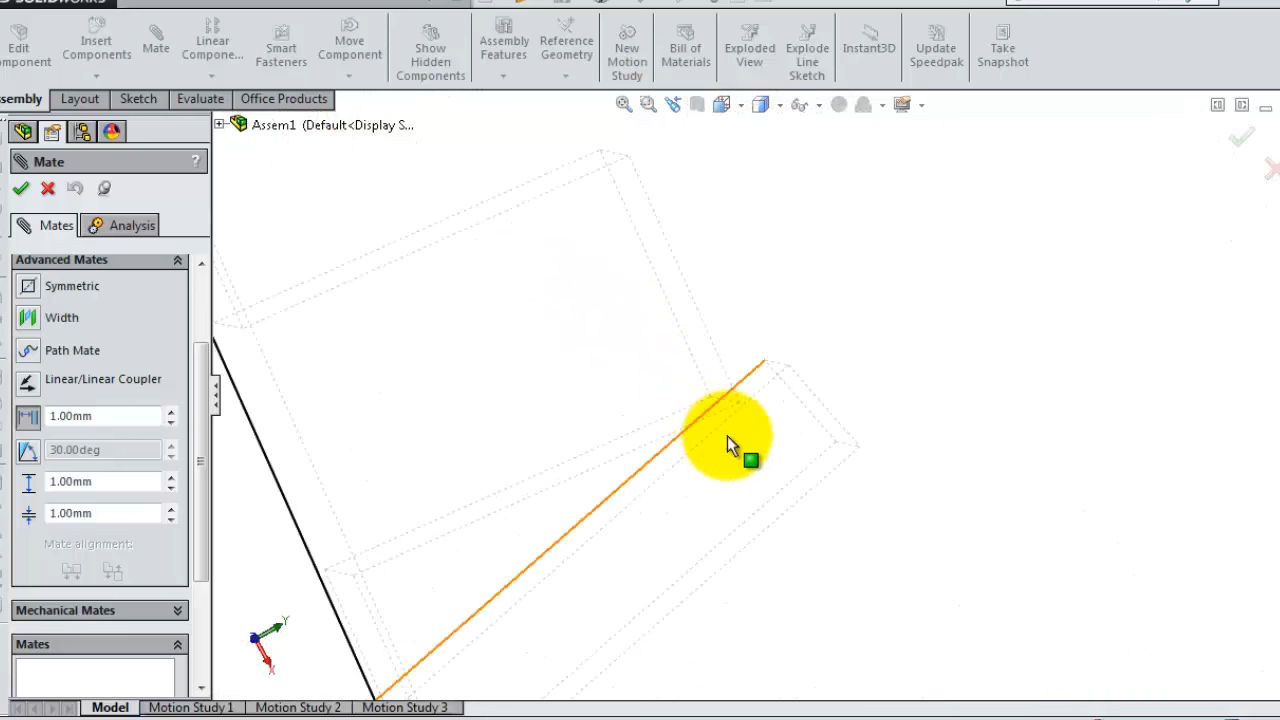 SOLIDWORKS
Edit
Component
Insert
Components
Mate
Linear
Compone...
Smart
Fasteners
Move
Component
Show
Hidden
Components
Assembly
Features
Reference
Geometry
New
Motion
Study
Bill of
Materials
Exploded
View
Explode
Line
Sketch
Instant3D
Update
Speedpak
Take
Snapshot
Assembly Layout Sketch Evaluate Office Products
Assem1 (Default<Display S...
Mate ?
Mates Analysis
Advanced Mates
Symmetric
Width
Path Mate
Linear/Linear Coupler
1.00mm
30.00deg
1.00mm
1.00mm
Mate alignment:
Mechanical Mates
Mates
Y
X
Model Motion Study 1 Motion Study 2 Motion Study 3